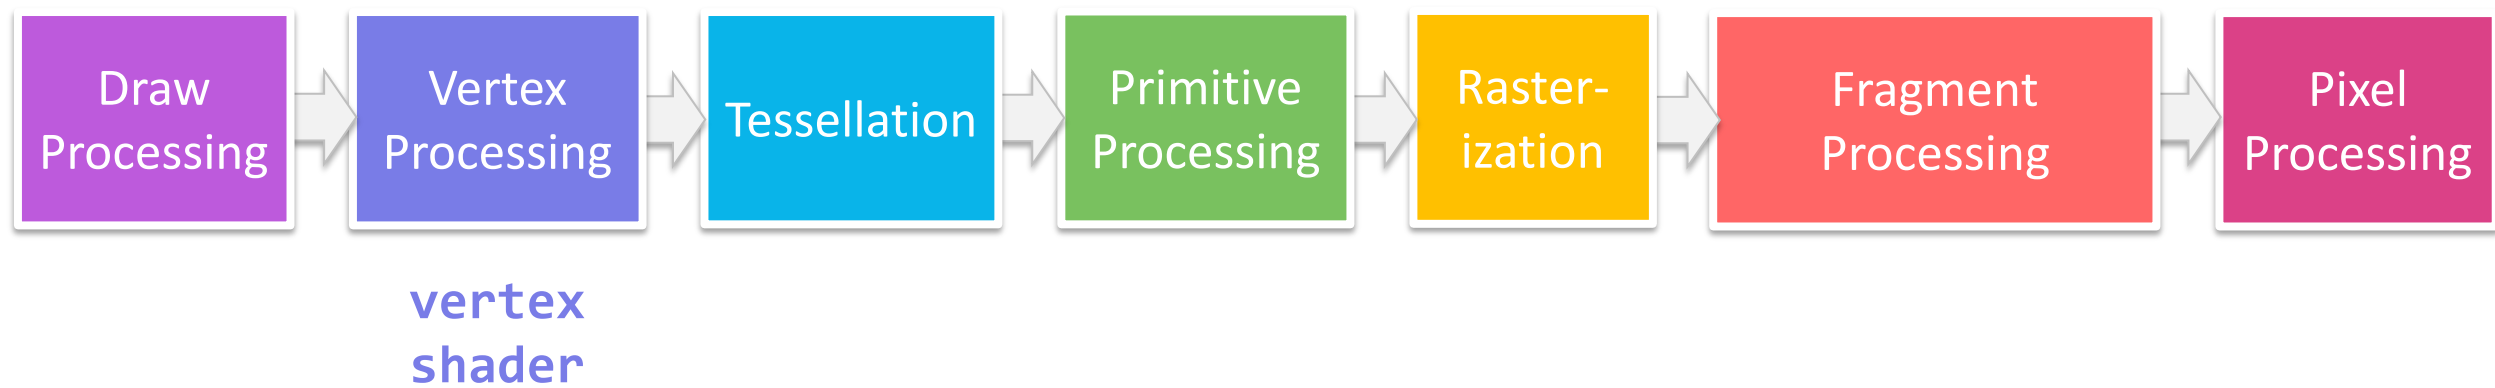 Draw
Processing
Vertex
Processing
Tessellation
Primitive
Processing
Raster-
ization
Fragment
Processing
Pixel
Processing
vertex
shader